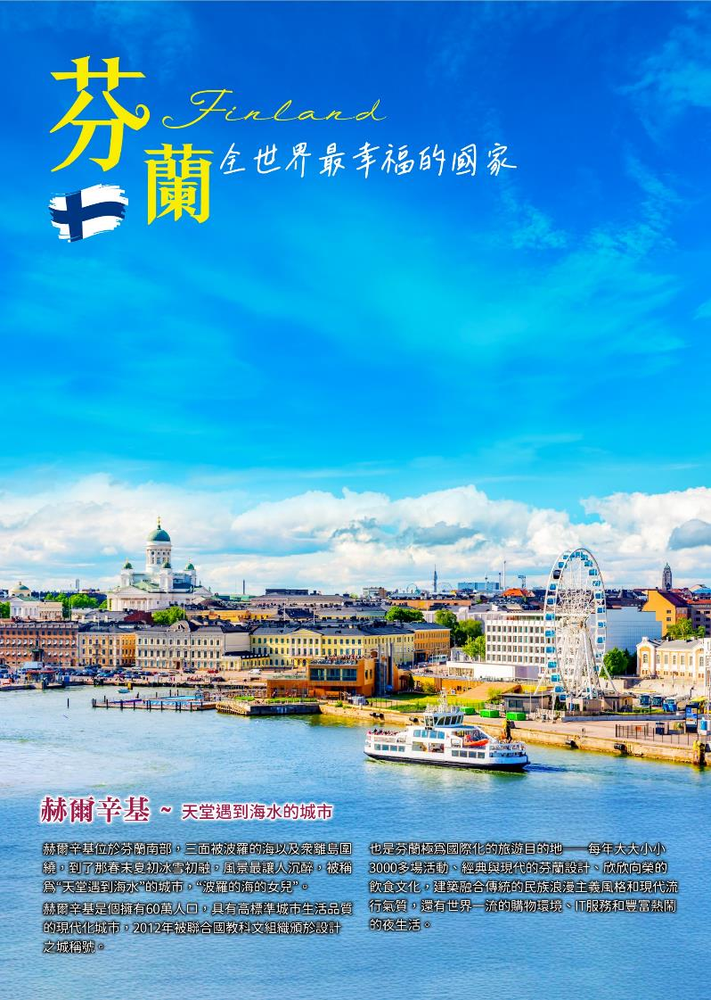 芬蘭
Finland
全世界最幸福的國家
赫爾辛基 ~ 天堂遇到海水的城市
赫爾辛基位於芬蘭南部，三面被波羅的海以及衆離島圍
繞，到了那春末夏初冰雪初融，風景最讓人沉醉，被稱
爲“天堂遇到海水”的城市，“波羅的海的女兒”。
赫爾辛基是個擁有60萬人口，具有高標準城市生活品質
的現代化城市，2012年被聯合國教科文組織頒於設計
之城稱號。
也是芬蘭極爲國際化的旅遊目的地——每年大大小小
3000多場活動、經典與現代的芬蘭設計、欣欣向榮的
飲食文化，建築融合傳統的民族浪漫主義風格和現代流
行氣質，還有世界一流的購物環境、IT服務和豐富熱鬧
的夜生活。